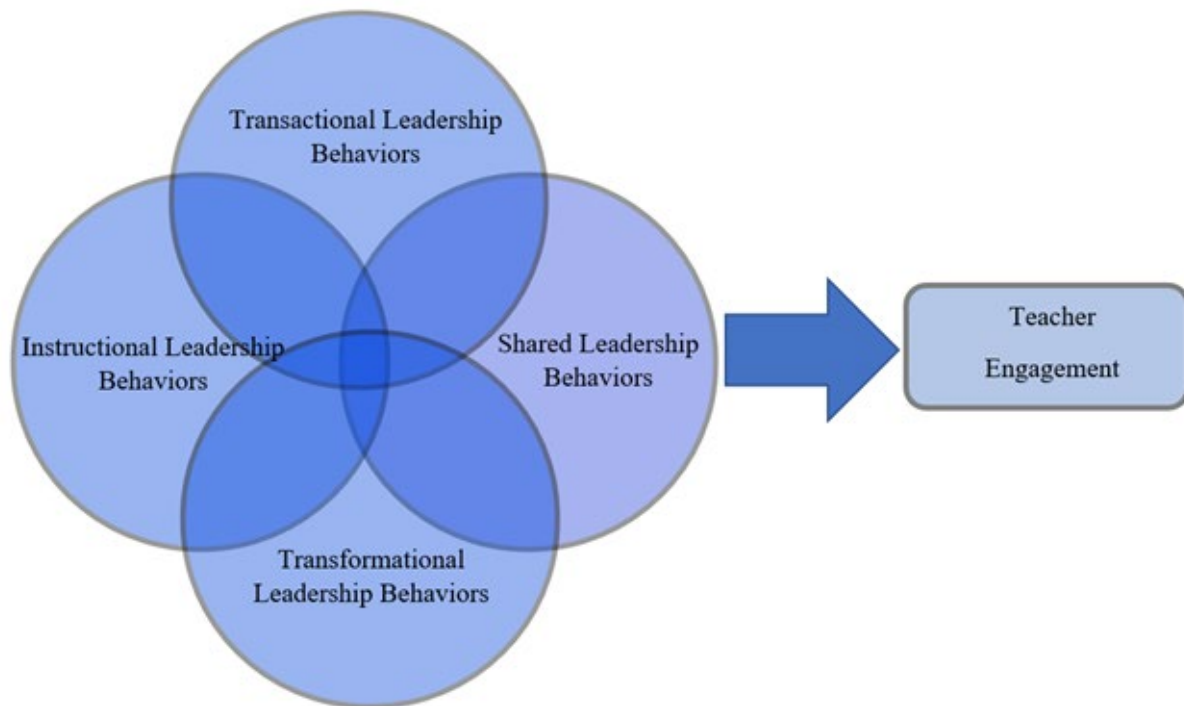 Transactional Leadership
Behaviors
Instructional Leadership
Behaviors
Shared Leadership
Behaviors
Transformational
Leadership Behaviors
Teacher
Engagement